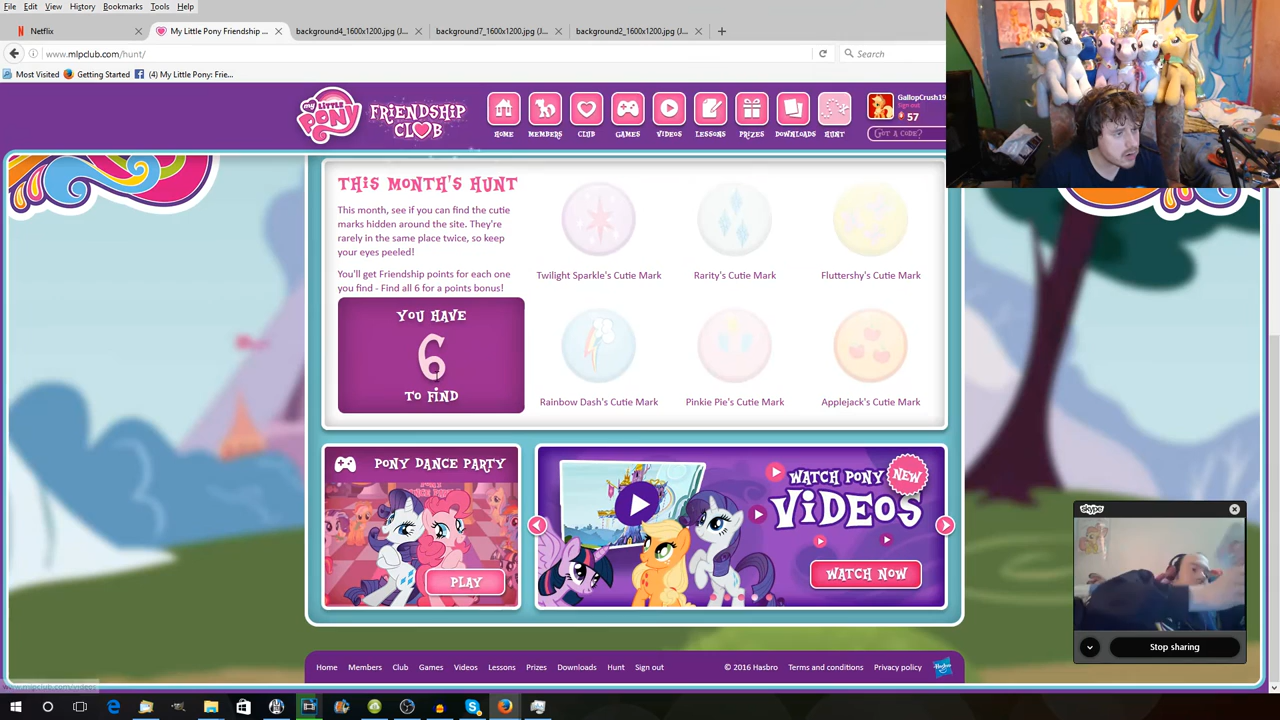 File Edit View History Bookmarks Tools Help
Netflix
My Little Pony Friendship ...
background4_1600x1200.jpg (J...
background7_1600x1200.jpg (J...
background2_1600x1200.jpg (J...
www.mlpclub.com/hunt/
Search
Most Visited Getting Started (4) My Little Pony: Frie...
MY LITTLE PONY
FRIENDSHIP CLUB
HOME MEMBERS CLUB GAMES VIDEOS LESSONS PRIZES DOWNLOADS HUNT
GallopCrush19
Sign out
57
GOT A CODE?
THIS MONTH'S HUNT
This month, see if you can find the cutie
marks hidden around the site. They're
rarely in the same place twice, so keep
your eyes peeled!
You'll get Friendship points for each one
you find - Find all 6 for a points bonus!
YOU HAVE
6
TO FIND
Twilight Sparkle's Cutie Mark
Rarity's Cutie Mark
Fluttershy's Cutie Mark
Rainbow Dash's Cutie Mark
Pinkie Pie's Cutie Mark
Applejack's Cutie Mark
PONY DANCE PARTY
PLAY
WATCH PONY
NEW
VIDEOS
WATCH NOW
skype
Stop sharing
Home Members Club Games Videos Lessons Prizes Downloads Hunt Sign out
© 2016 Hasbro Terms and conditions Privacy policy
Hasbro
www.mlpclub.com/videos